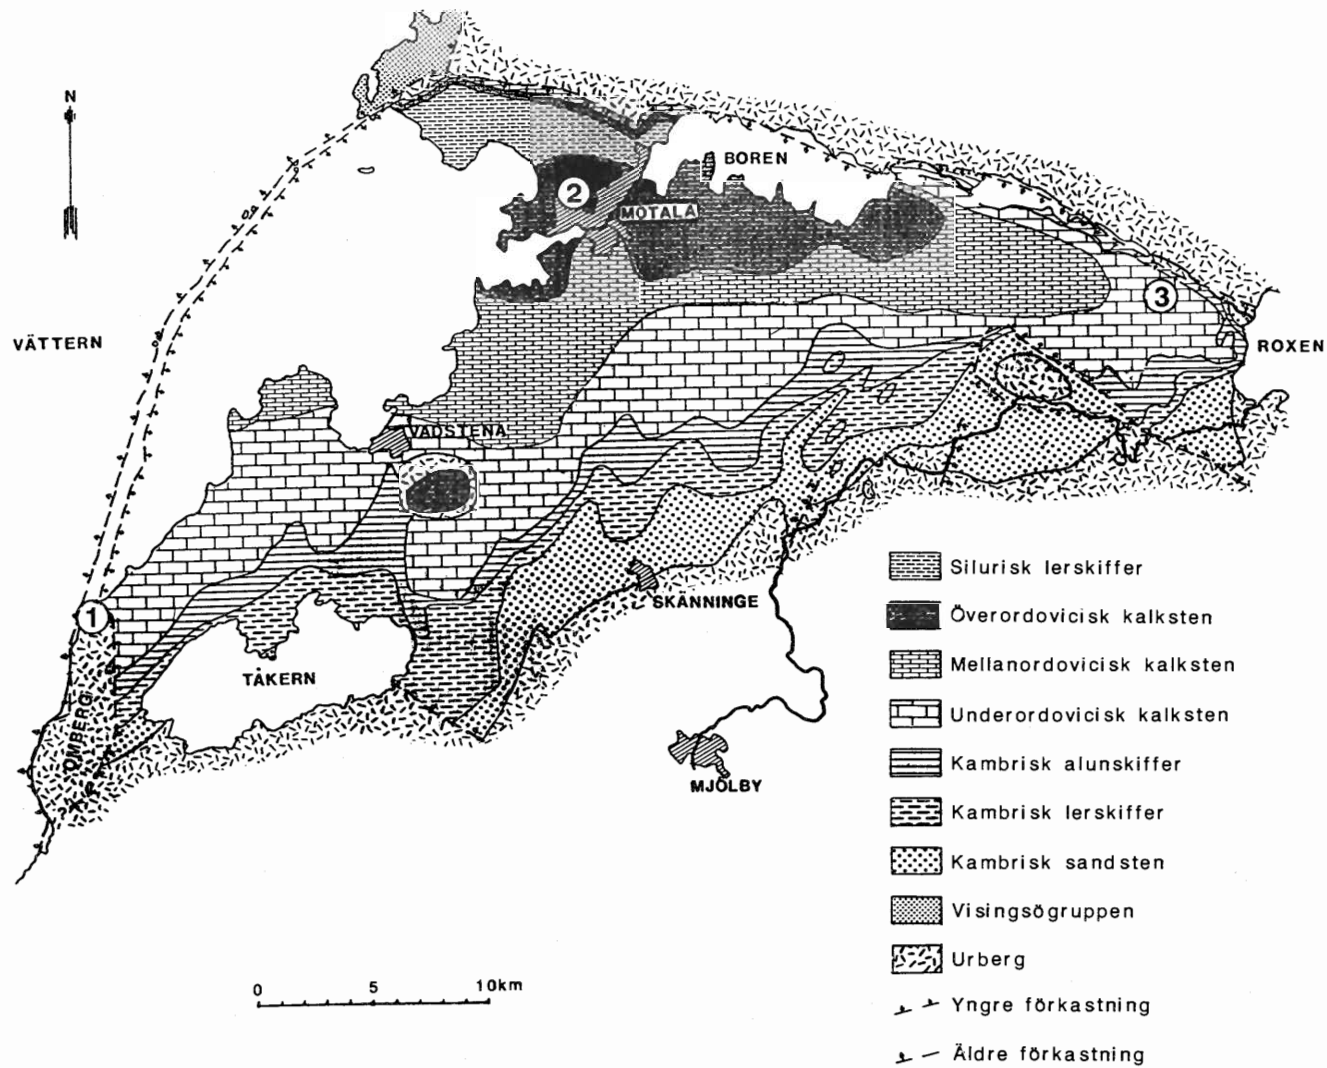 N
BOREN
2
MOTALA
3
VÄTTERN
ROXEN
VADSTENA
1
SKÄNNINGE
TÅKERN
OMBERG
MJÖLBY
Silurisk lerskiffer
Överordovicisk kalksten
Mellanordovicisk kalksten
Underordovicisk kalksten
Kambrisk alunskiffer
Kambrisk lerskiffer
Kambrisk sandsten
Visingsögruppen
Urberg
Yngre förkastning
Äldre förkastning
0 5 10km